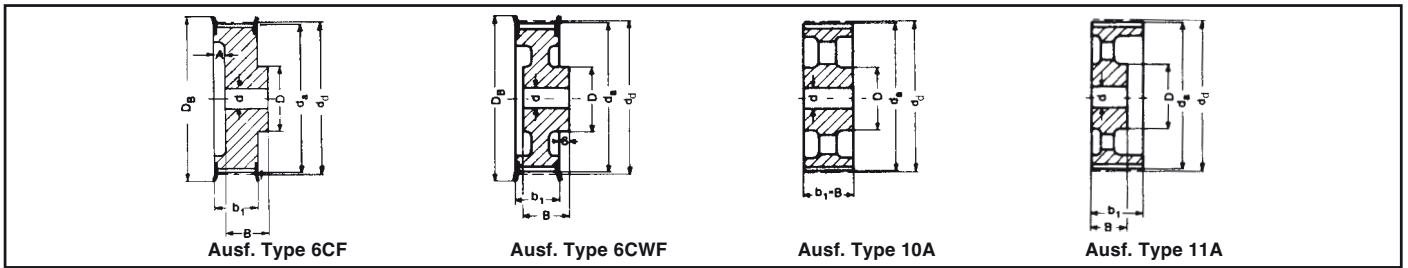 A
D_B
d
D
d_a
d_d
b_1
B
Ausf. Type 6CF
D_B
d
D
d_a
d_d
6
b_1
B
Ausf. Type 6CWF
d
D
d_a
d_d
b_1=B
Ausf. Type 10A
d
D
d_a
d_d
b_1
B
Ausf. Type 11A